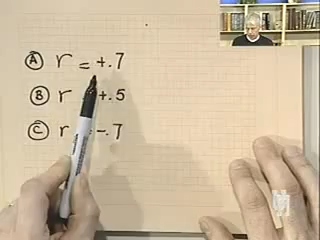 A r = +.7
B r = +.5
C r = -.7